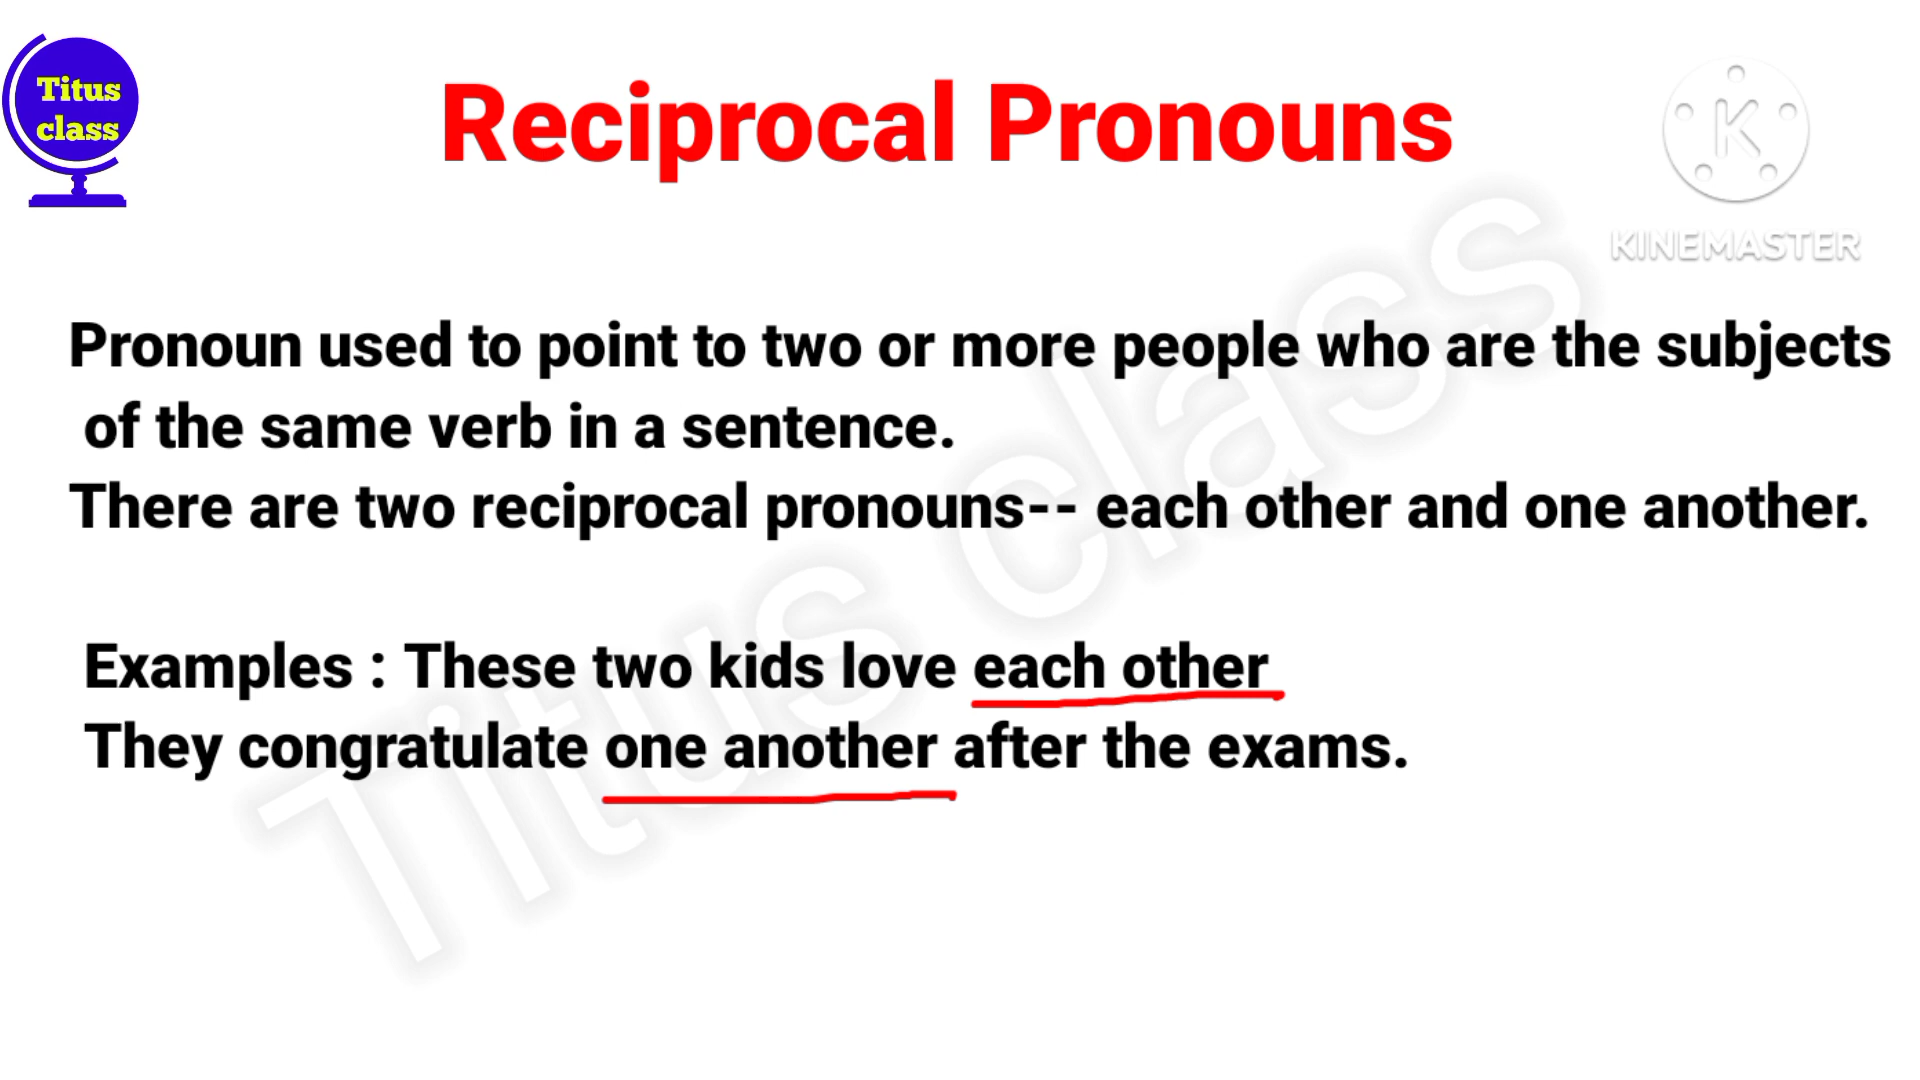 Titus
class
Reciprocal Pronouns
K
KINEMASTER
Pronoun used to point to two or more people who are the subjects
of the same verb in a sentence.
There are two reciprocal pronouns-- each other and one another.
Examples : These two kids love each other
They congratulate one another after the exams.
Titus class